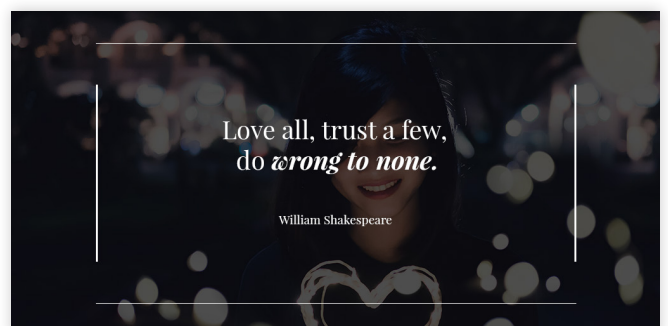 Love all, trust a few,
do wrong to none.
William Shakespeare